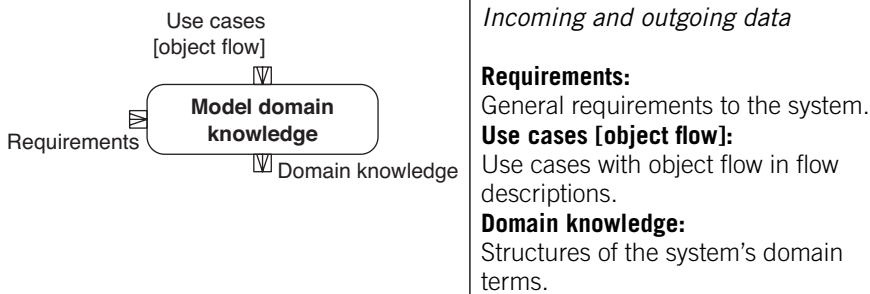 Use cases
[object flow]
Model domain
knowledge
Requirements
Domain knowledge
Incoming and outgoing data
Requirements:
General requirements to the system.
Use cases [object flow]:
Use cases with object flow in flow
descriptions.
Domain knowledge:
Structures of the system's domain
terms.